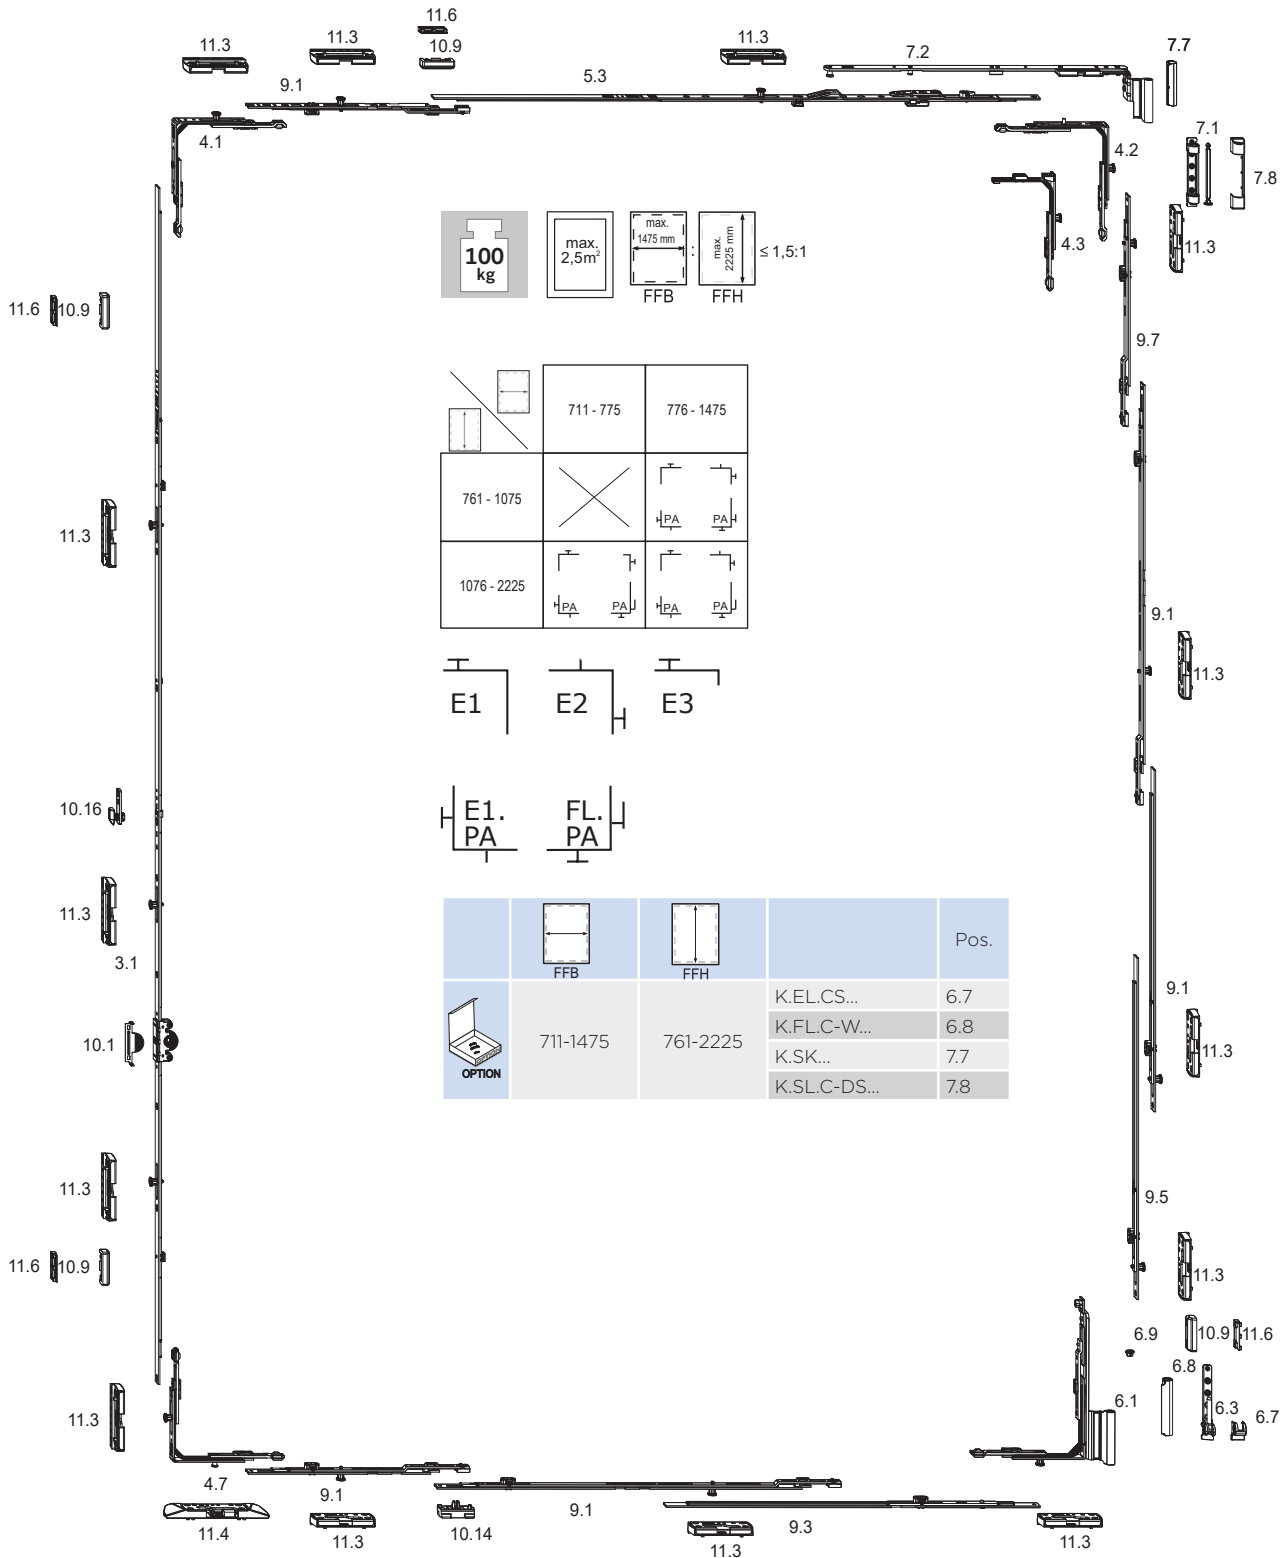 11.6
11.3
11.3
10.9
11.3
7.2
7.7
9.1
5.3
4.1
4.2
7.1
7.8
4.3
11.3
100
kg
max.
2,5m²
max.
1475 mm
:
max.
2225 mm
≤ 1,5:1
FFB
FFH
11.6
10.9
9.7
711 - 775
776 - 1475
761 - 1075
PA
PA
1076 - 2225
PA
PA
PA
PA
11.3
9.1
11.3
E1
E2
E3
10.16
E1.
PA
FL.
PA
11.3
3.1
10.1
FFB
FFH
Pos.
OPTION
711-1475
761-2225
K.EL.CS...
6.7
K.FL.C-W...
6.8
K.SK...
7.7
K.SL.C-DS...
7.8
9.1
11.3
11.3
9.5
11.6
10.9
11.3
6.9
10.9
11.6
6.8
6.1
6.3
6.7
11.3
4.7
9.1
9.1
9.3
11.4
11.3
10.14
11.3
11.3